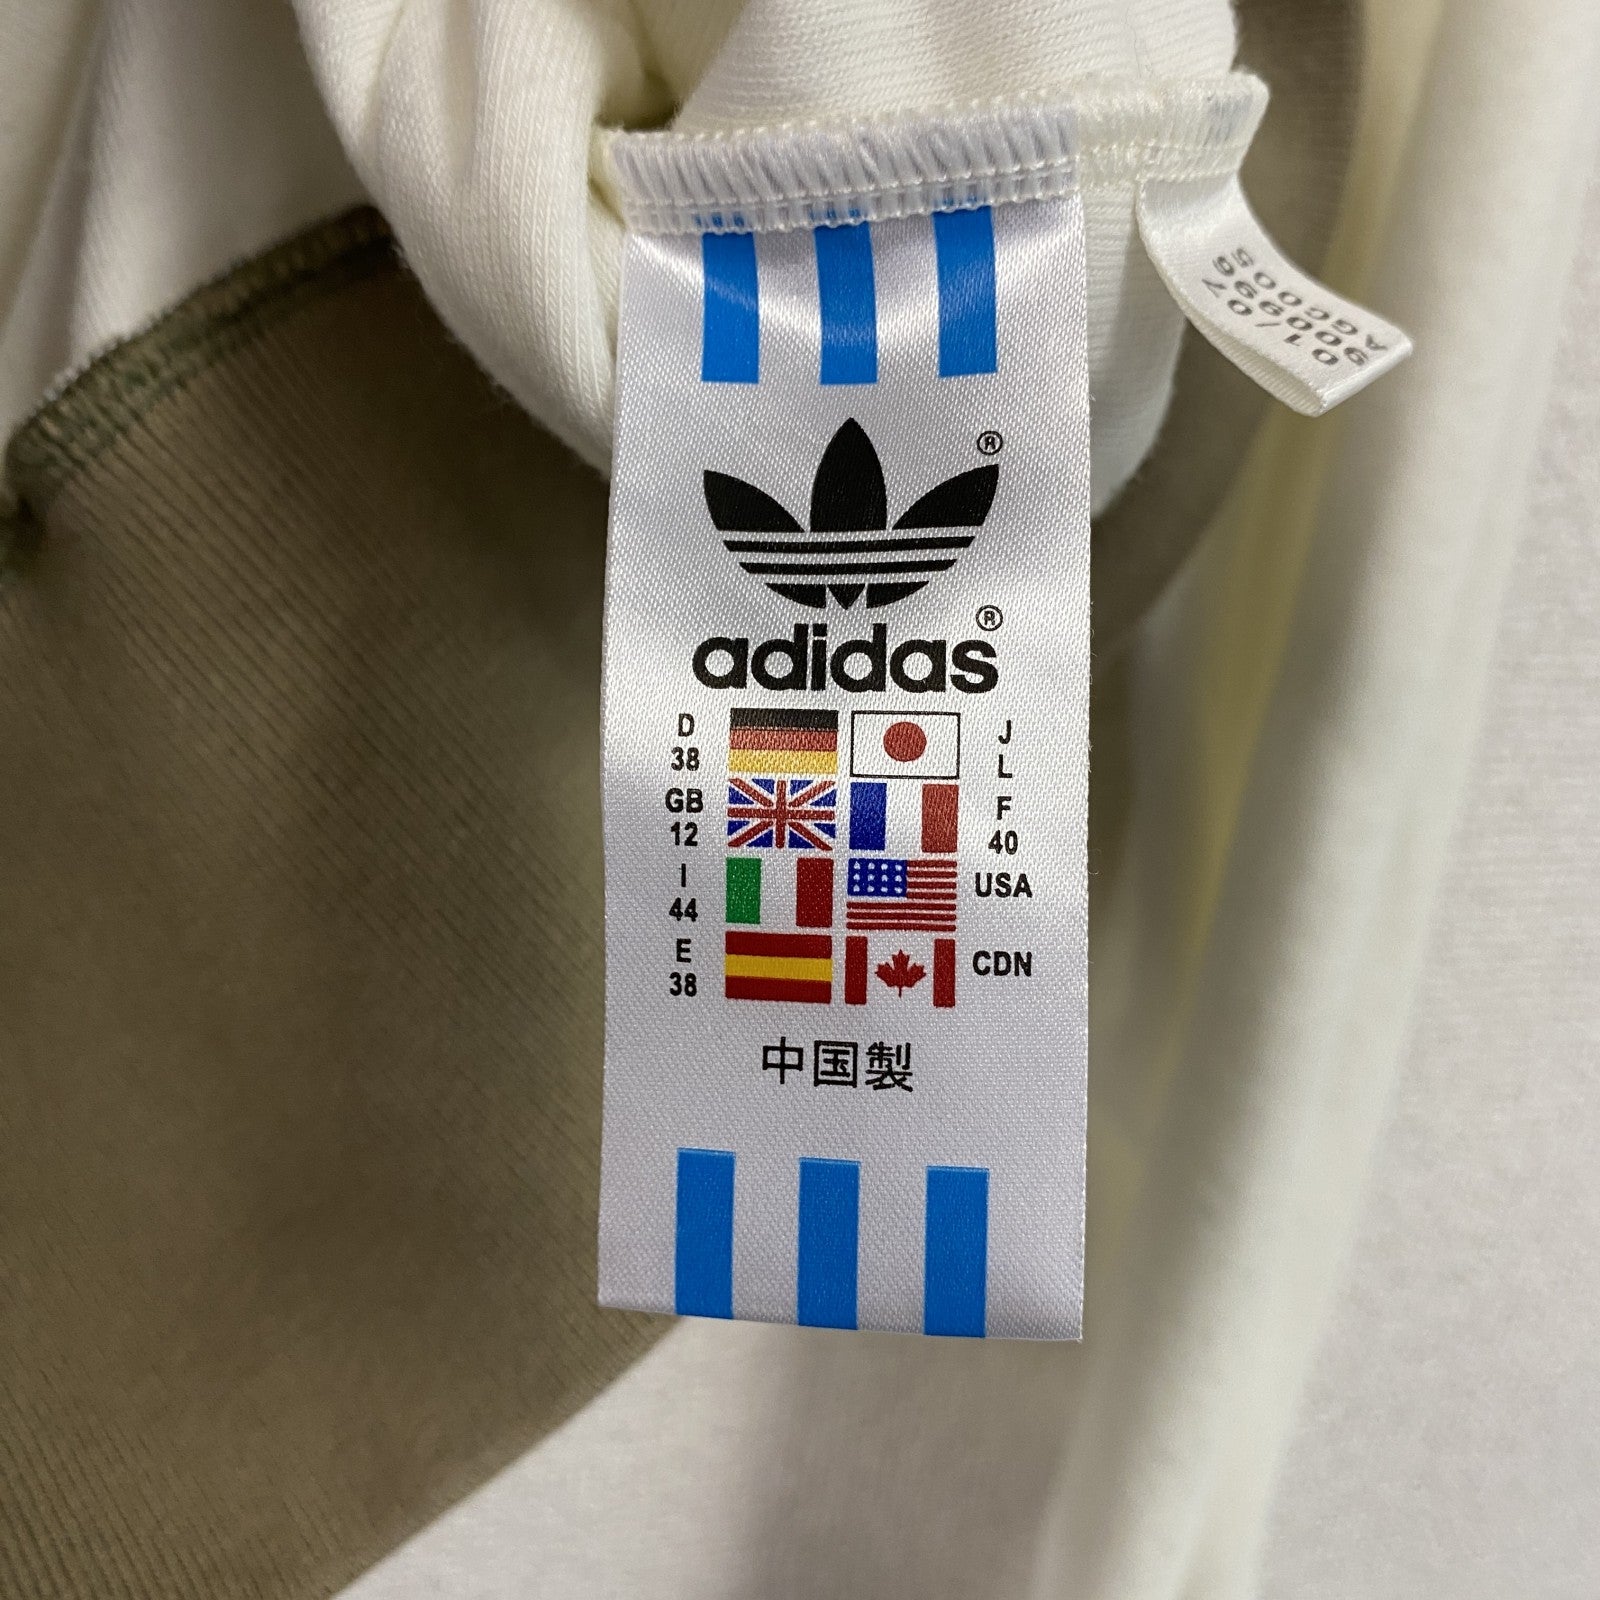 ®
adidas®
D
38
J
L
GB
12
F
40
I
44
USA
E
38
CDN
中国製